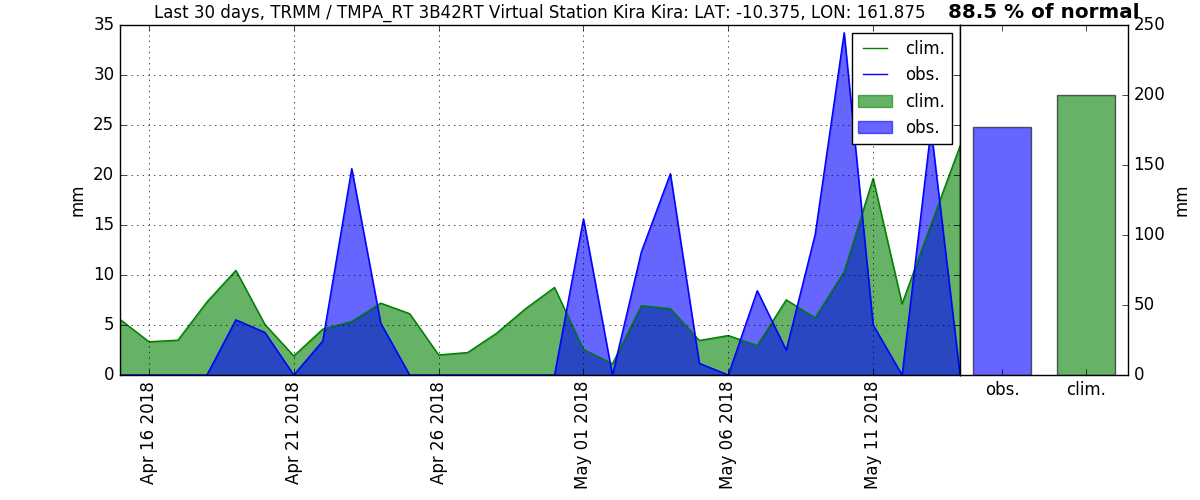 Last 30 days, TRMM / TMPA_RT 3B42RT Virtual Station Kira Kira: LAT: -10.375, LON: 161.875
88.5 % of normal
35
30
25
20
15
10
5
0
mm
clim.
obs.
clim.
obs.
250
200
150
100
50
0
mm
Apr 16 2018
Apr 21 2018
Apr 26 2018
May 01 2018
May 06 2018
May 11 2018
obs.
clim.